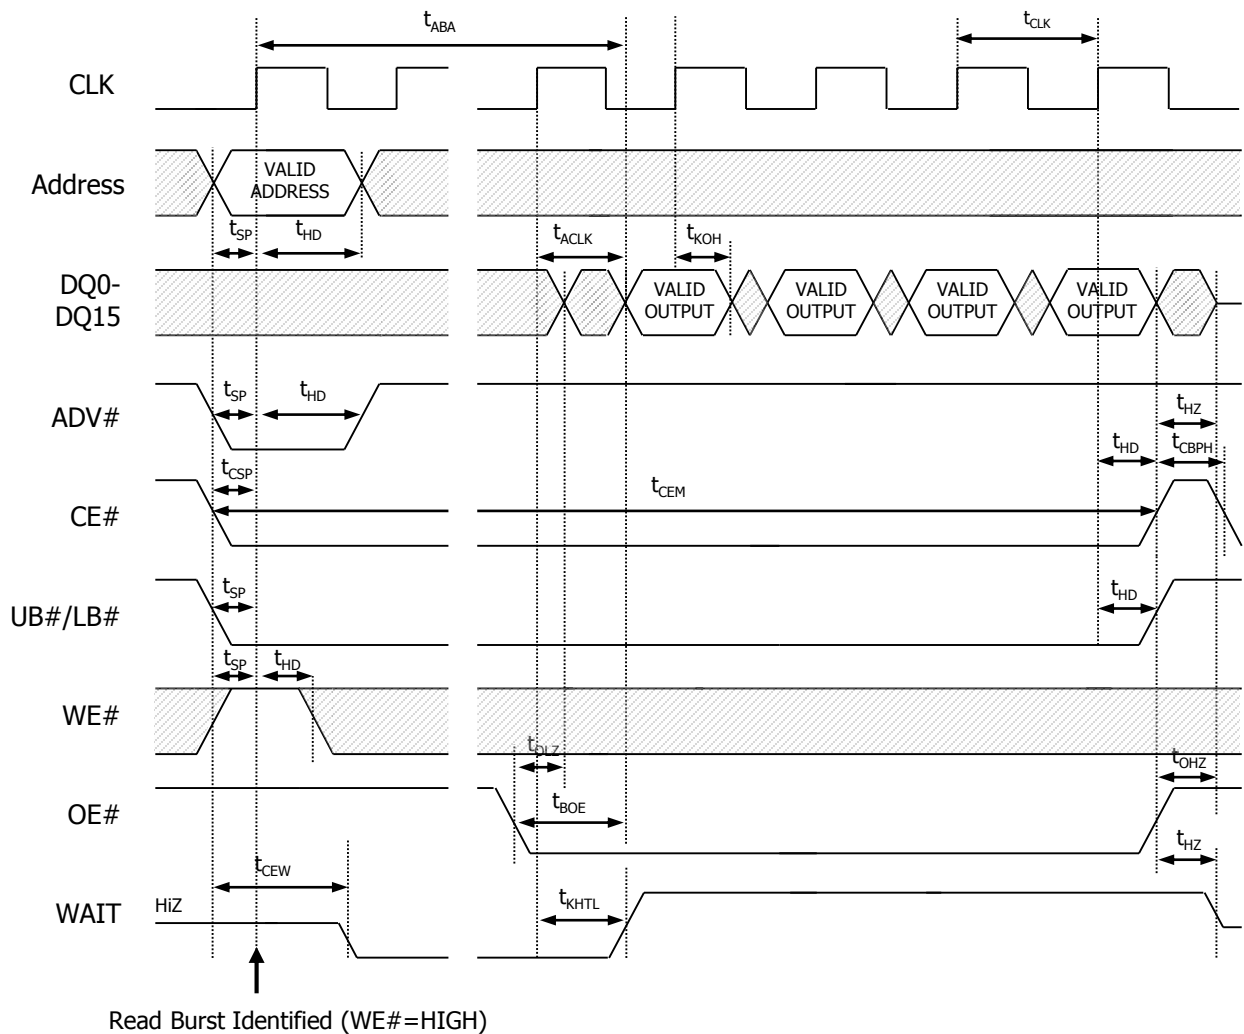 tABA
tCLK
CLK
Address
VALID
ADDRESS
tSP
tHD
tACLK
tKOH
DQ0-
DQ15
VALID
OUTPUT
VALID
OUTPUT
VALID
OUTPUT
VALID
OUTPUT
ADV#
tSP
tHD
tHZ
tHD
tCBPH
CE#
tCSP
tCEM
UB#/LB#
tSP
tHD
WE#
tSP
tHD
tOLZ
OE#
tBOE
tOHZ
tHZ
tCEW
WAIT
HiZ
tKHTL
Read Burst Identified (WE#=HIGH)